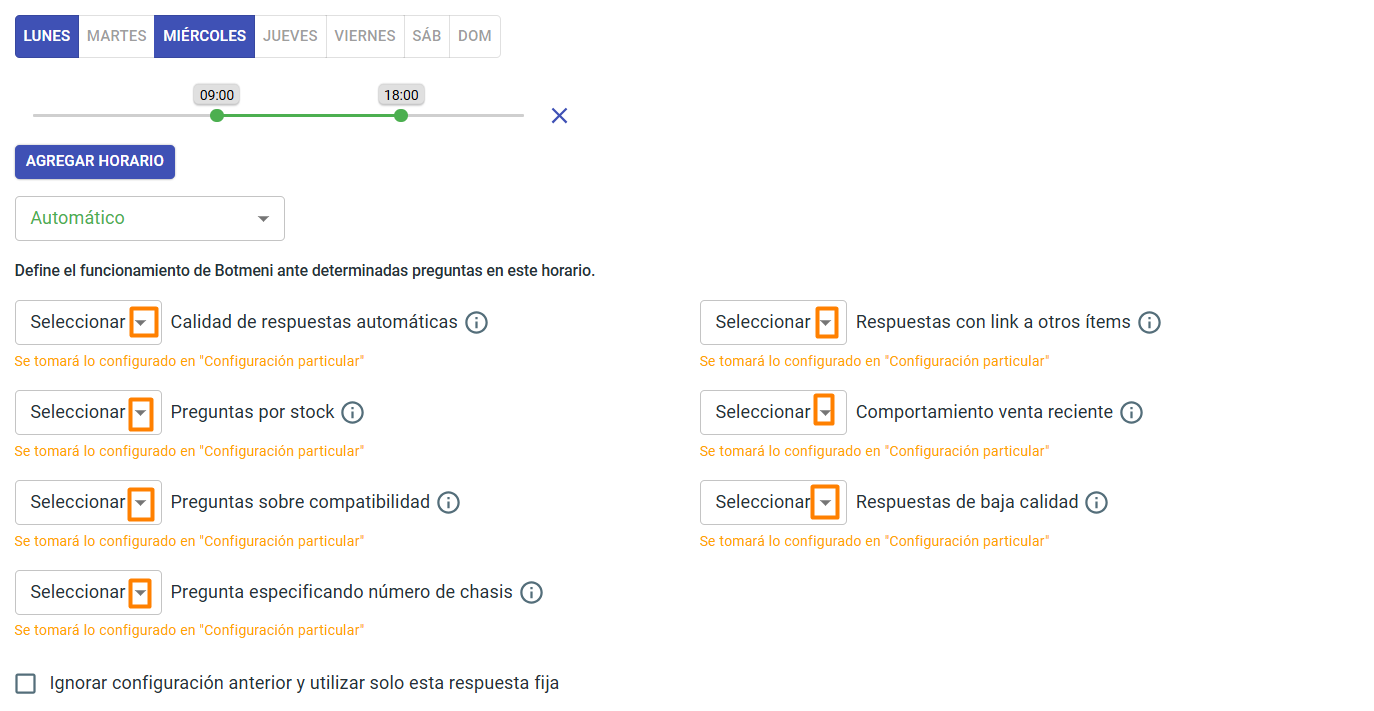 LUNES MARTES MIÉRCOLES JUEVES VIERNES SÁB DOM
09:00 18:00
AGREGAR HORARIO
Automático
Define el funcionamiento de Botmeni ante determinadas preguntas en este horario.
Seleccionar Calidad de respuestas automáticas Seleccionar Respuestas con link a otros ítems
Se tomará lo configurado en "Configuración particular" Se tomará lo configurado en "Configuración particular"
Seleccionar Preguntas por stock Seleccionar Comportamiento venta reciente
Se tomará lo configurado en "Configuración particular" Se tomará lo configurado en "Configuración particular"
Seleccionar Preguntas sobre compatibilidad Seleccionar Respuestas de baja calidad
Se tomará lo configurado en "Configuración particular" Se tomará lo configurado en "Configuración particular"
Seleccionar Pregunta especificando número de chasis
Se tomará lo configurado en "Configuración particular"
Ignorar configuración anterior y utilizar solo esta respuesta fija